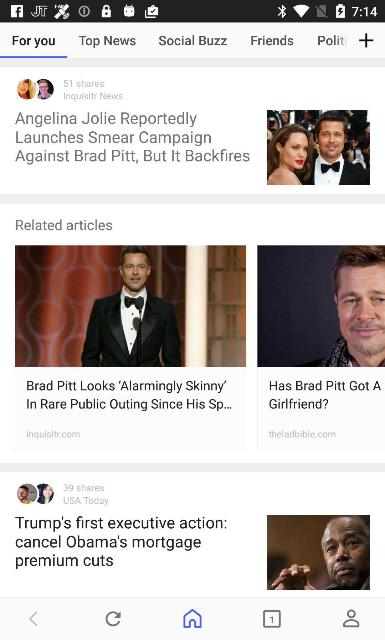 7:14
For you Top News Social Buzz Friends Politi +
51 shares
Inquisitr News
Angelina Jolie Reportedly
Launches Smear Campaign
Against Brad Pitt, But It Backfires
Related articles
Brad Pitt Looks ‘Alarmingly Skinny’
In Rare Public Outing Since His Sp...
inquisitr.com
Has Brad Pitt Got A
Girlfriend?
theladbible.com
39 shares
USA Today
Trump's first executive action:
cancel Obama's mortgage
premium cuts
1